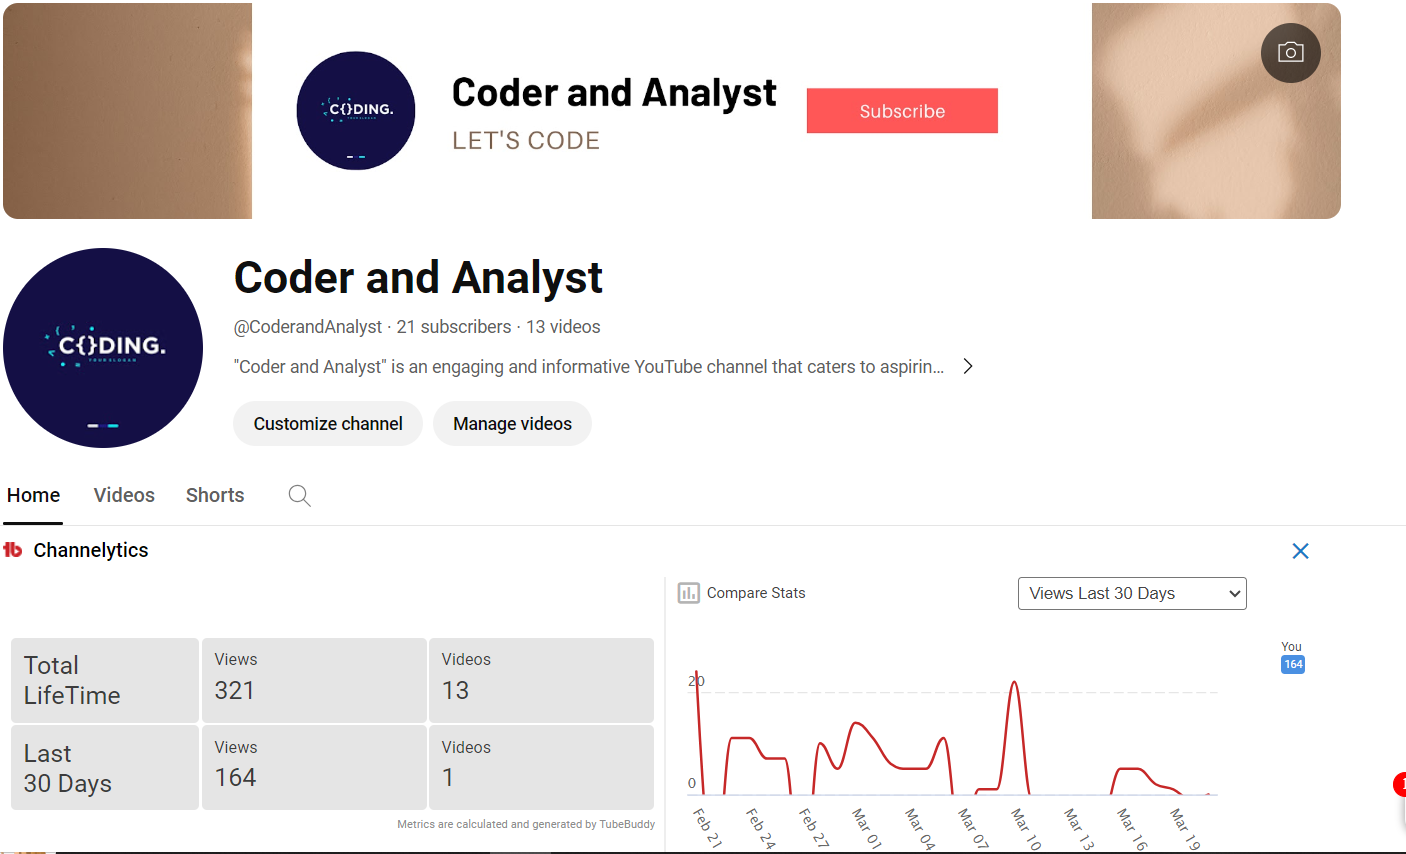 CODING.
Coder and Analyst
LET'S CODE
Subscribe
C{}DING.
YOURSLOGAN
Coder and Analyst
@CoderandAnalyst · 21 subscribers · 13 videos
"Coder and Analyst" is an engaging and informative YouTube channel that caters to aspirin...
Customize channel
Manage videos
Home
Videos
Shorts
Channelytics
Compare Stats
Views Last 30 Days
Total
LifeTime
Views
321
Videos
13
Last
30 Days
Views
164
Videos
1
Metrics are calculated and generated by TubeBuddy
You
164
20
0
Feb 21
Feb 24
Feb 27
Mar 01
Mar 04
Mar 07
Mar 10
Mar 13
Mar 16
Mar 19